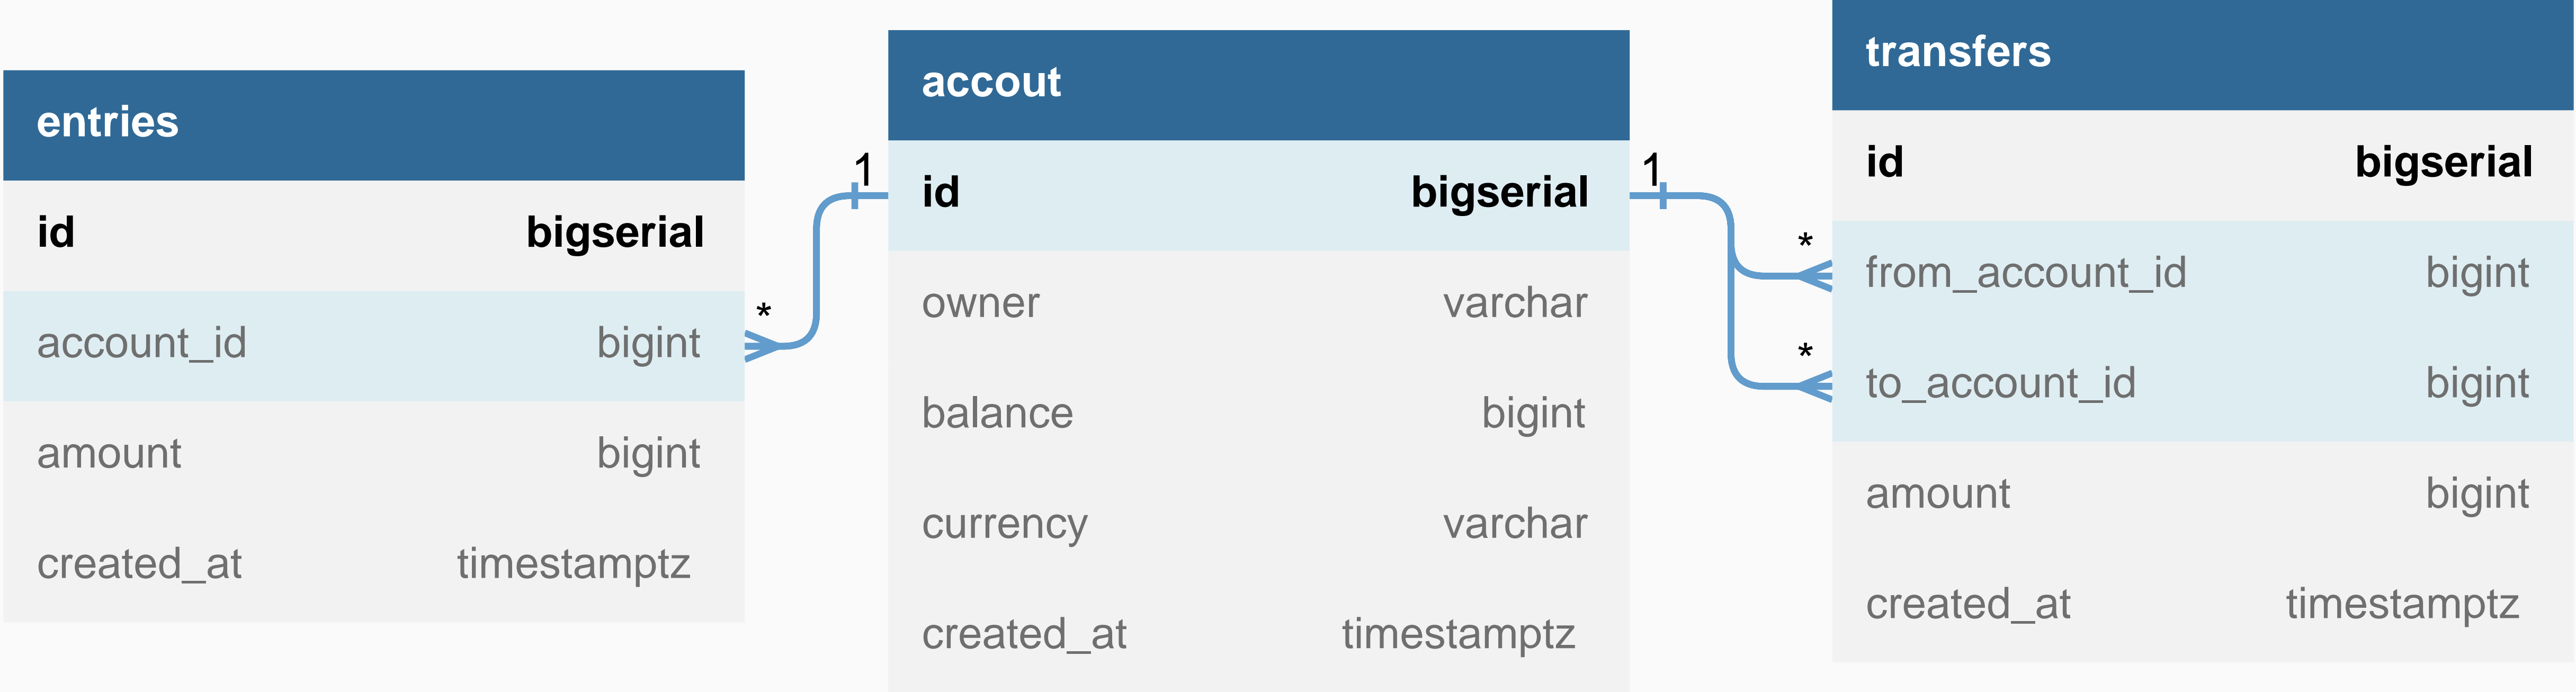 entries
id bigserial
account_id bigint
amount bigint
created_at timestamptz
1
*
accout
id bigserial
owner varchar
balance bigint
currency varchar
created_at timestamptz
1
*
*
transfers
id bigserial
from_account_id bigint
to_account_id bigint
amount bigint
created_at timestamptz